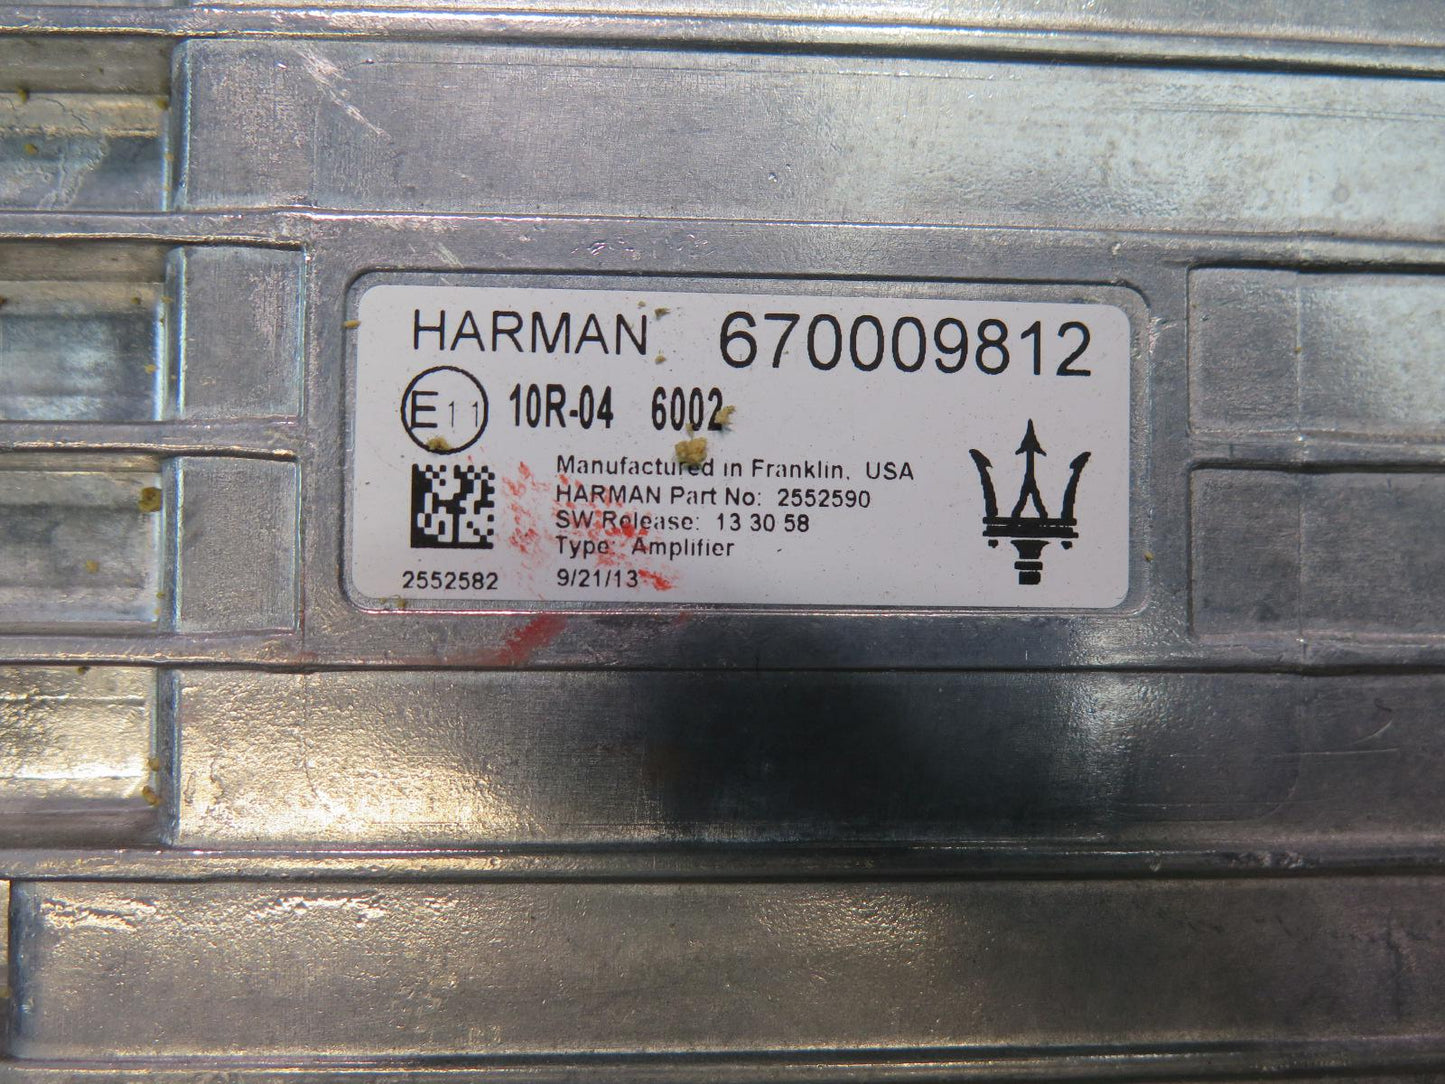 HARMAN 670009812
E11 10R-04 6002
Manufactured in Franklin, USA
HARMAN Part No: 2552590
SW Release: 13 30 58
Type: Amplifier
2552582 9/21/13